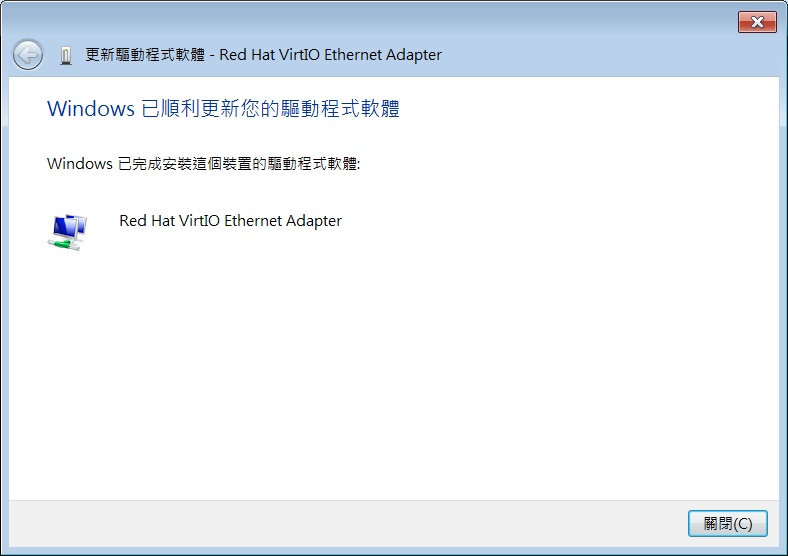 更新驅動程式軟體 - Red Hat VirtIO Ethernet Adapter
Windows 已順利更新您的驅動程式軟體
Windows 已完成安裝這個裝置的驅動程式軟體:
Red Hat VirtIO Ethernet Adapter
關閉(C)